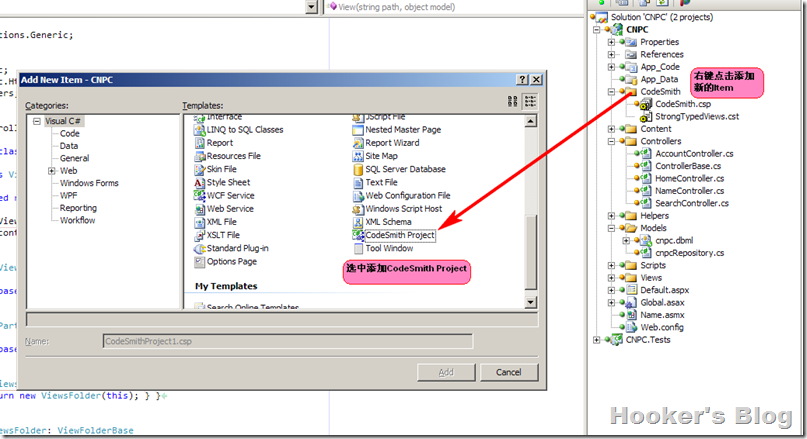 View(string path, object model)
tions.Generic;
Add New Item - CNPC
Categories:
Templates:
Visual C#
Code
Data
General
Web
Windows Forms
WPF
Reporting
Workflow
Interface
LINQ to SQL Classes
Report
Resources File
Skin File
Style Sheet
WCF Service
Web Service
XML File
XSLT File
Standard Plug-in
Options Page
JScript File
Nested Master Page
Report Wizard
Site Map
SQL Server Database
Text File
Web Configuration File
Windows Script Host
XML Schema
CodeSmith Project
Tool Window
选中添加CodeSmith Project
My Templates
Search Online Templates
Name:
CodeSmithProject1.csp
Add
Cancel
urn new ViewsFolder(this); } }
ewsFolder: ViewFolderBase
Solution 'CNPC' (2 projects)
CNPC
Properties
References
App_Code
App_Data
CodeSmith
CodeSmith.csp
StrongTypedViews.cst
Content
Controllers
AccountController.cs
ControllerBase.cs
HomeController.cs
NameController.cs
SearchController.cs
Helpers
Models
cnpc.dbml
cnpcRepository.cs
Scripts
Views
Default.aspx
Global.asax
Name.asmx
Web.config
CNPC.Tests
右键点击添加
新的Item
Hooker's Blog